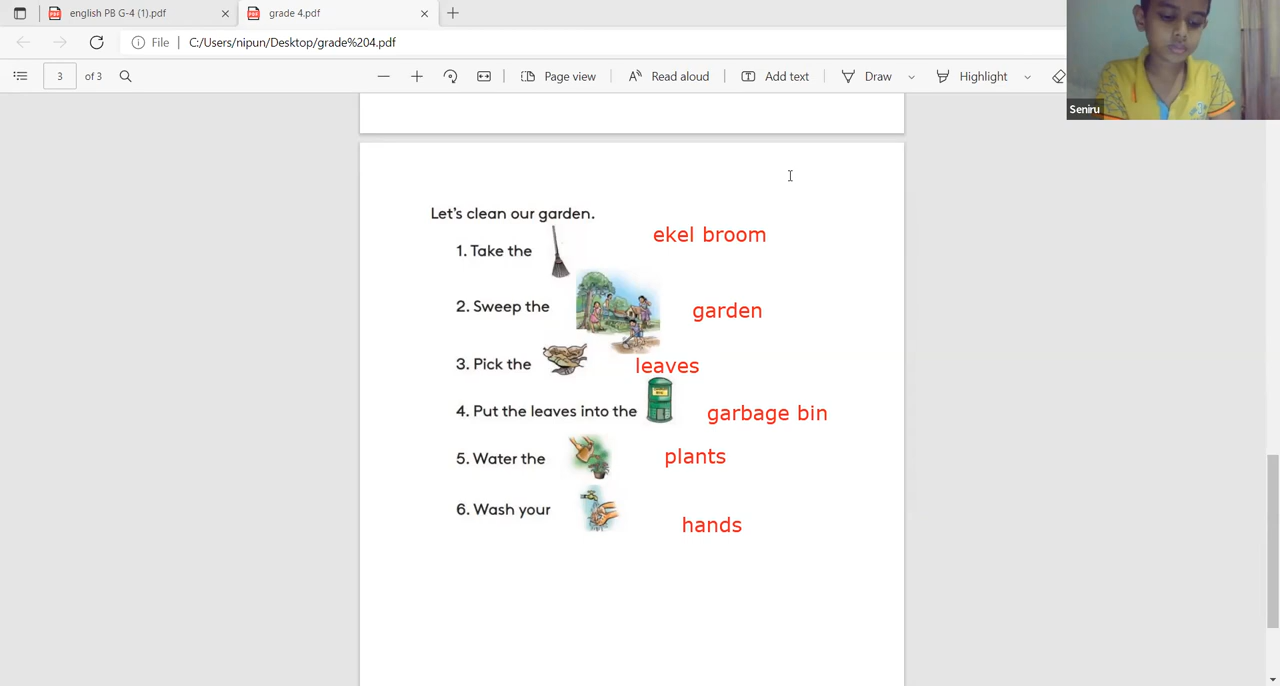 english PB G-4 (1).pdf
grade 4.pdf
File
C:/Users/nipun/Desktop/grade%204.pdf
3 of 3
Page view
Read aloud
Add text
Draw
Highlight
Seniru
Let's clean our garden.
1. Take the ekel broom
2. Sweep the garden
3. Pick the leaves
4. Put the leaves into the garbage bin
5. Water the plants
6. Wash your hands